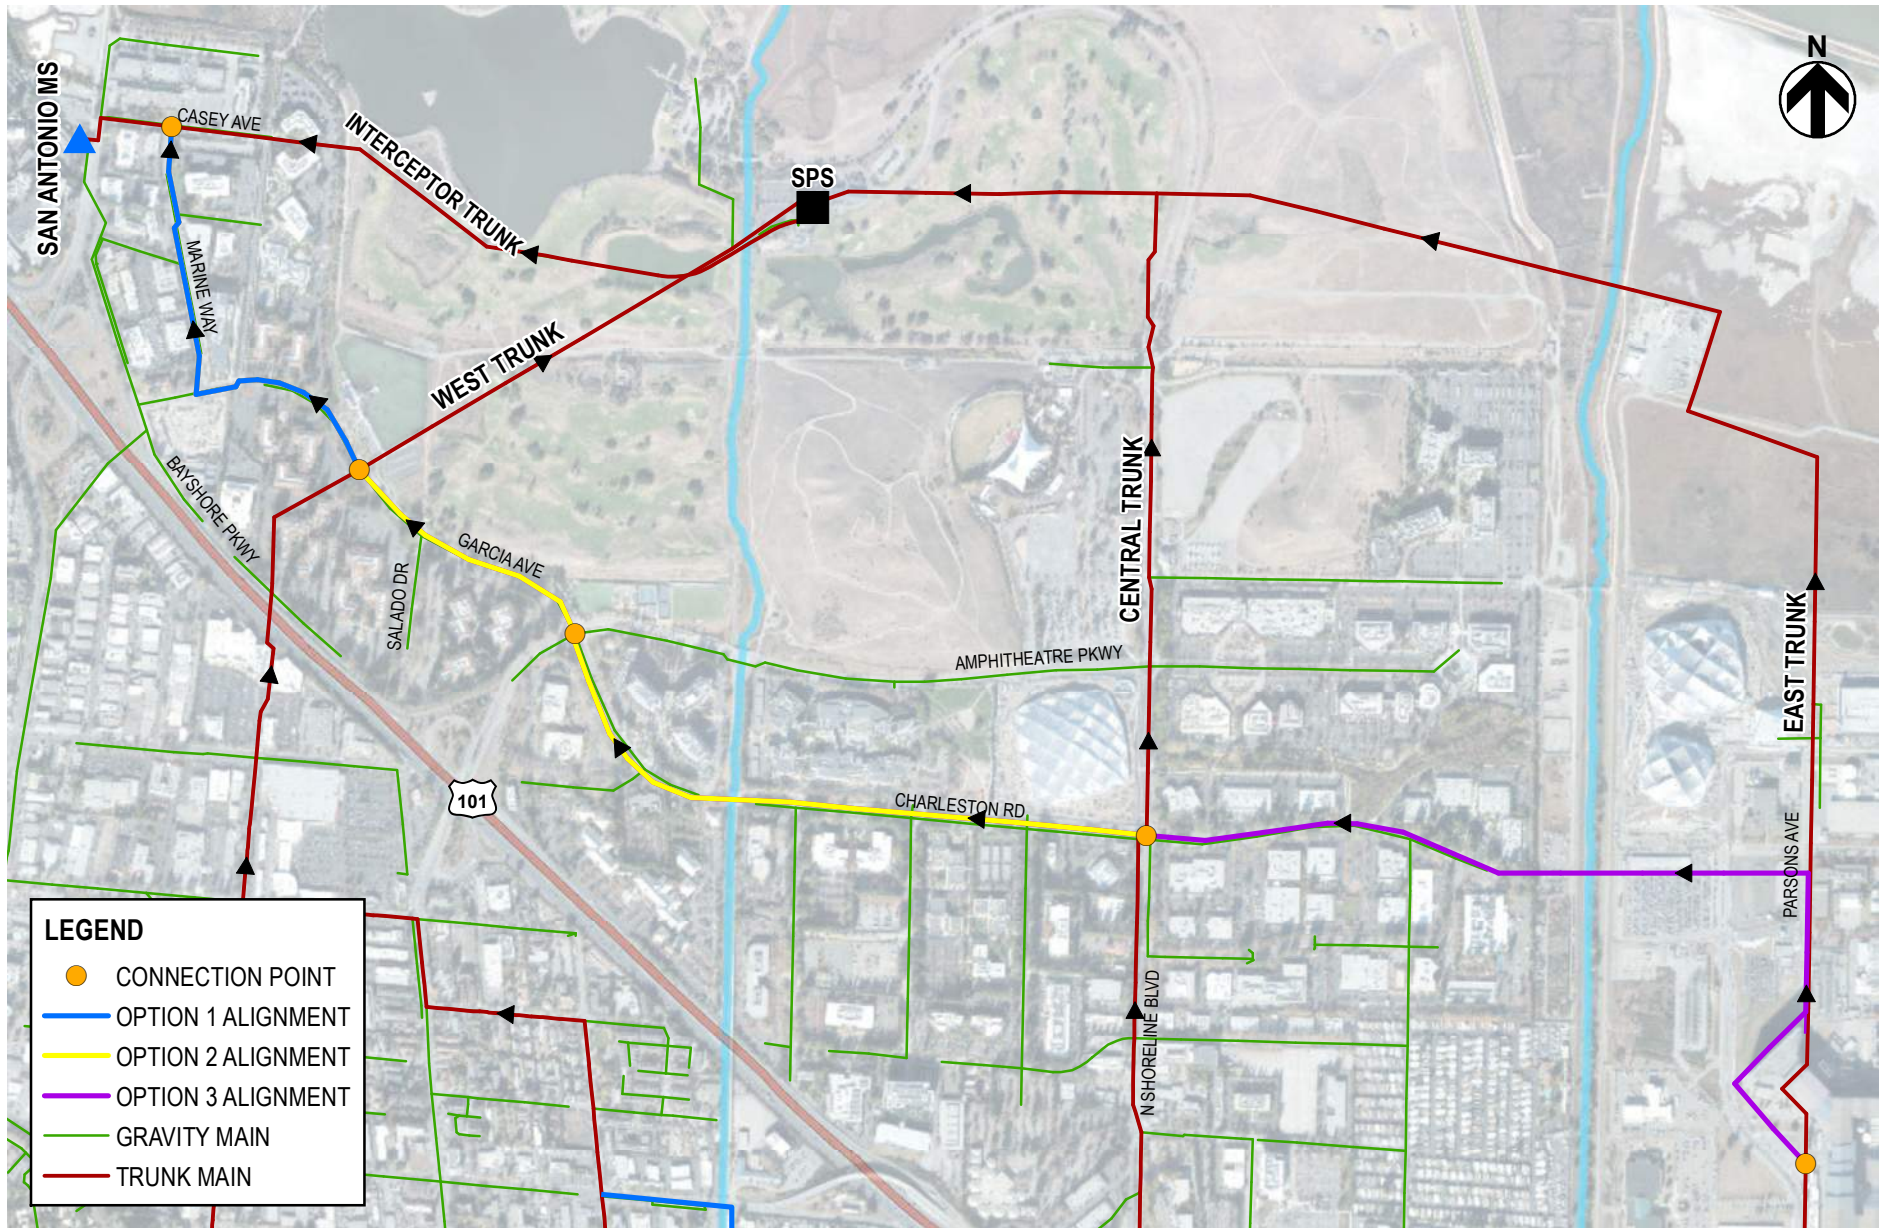 N
SAN ANTONIO MS
CASEY AVE
INTERCEPTOR TRUNK
SPS
MARINE WAY
WEST TRUNK
BAYSHORE PKWY
GARCIA AVE
SALADO DR
CENTRAL TRUNK
AMPHITHEATRE PKWY
EAST TRUNK
101
CHARLESTON RD
PARSONS AVE
N SHORELINE BLVD
LEGEND
CONNECTION POINT
OPTION 1 ALIGNMENT
OPTION 2 ALIGNMENT
OPTION 3 ALIGNMENT
GRAVITY MAIN
TRUNK MAIN